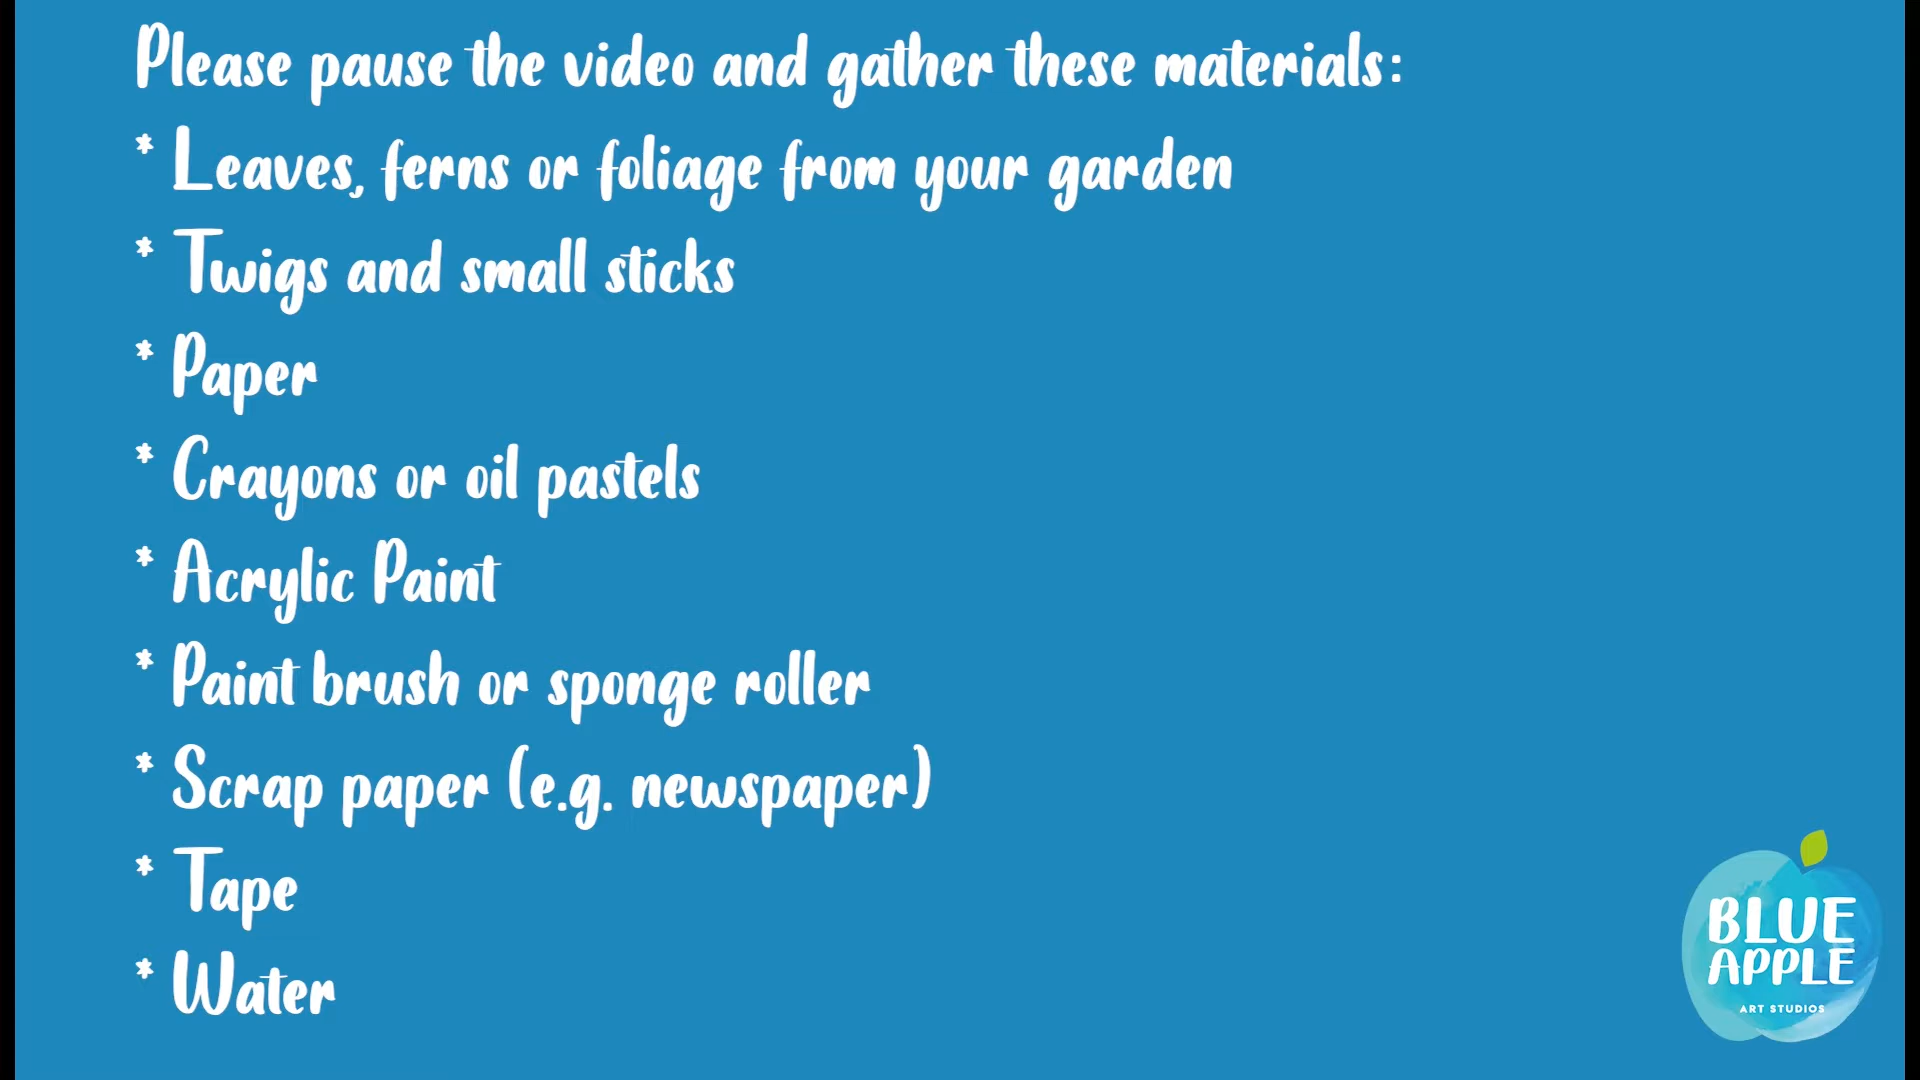 Please pause the video and gather these materials:
* Leaves, ferns or foliage from your garden
* Twigs and small sticks
* Paper
* Crayons or oil pastels
* Acrylic Paint
* Paint brush or sponge roller
* Scrap paper (e.g. newspaper)
* Tape
* Water
BLUE
APPLE
ART STUDIOS